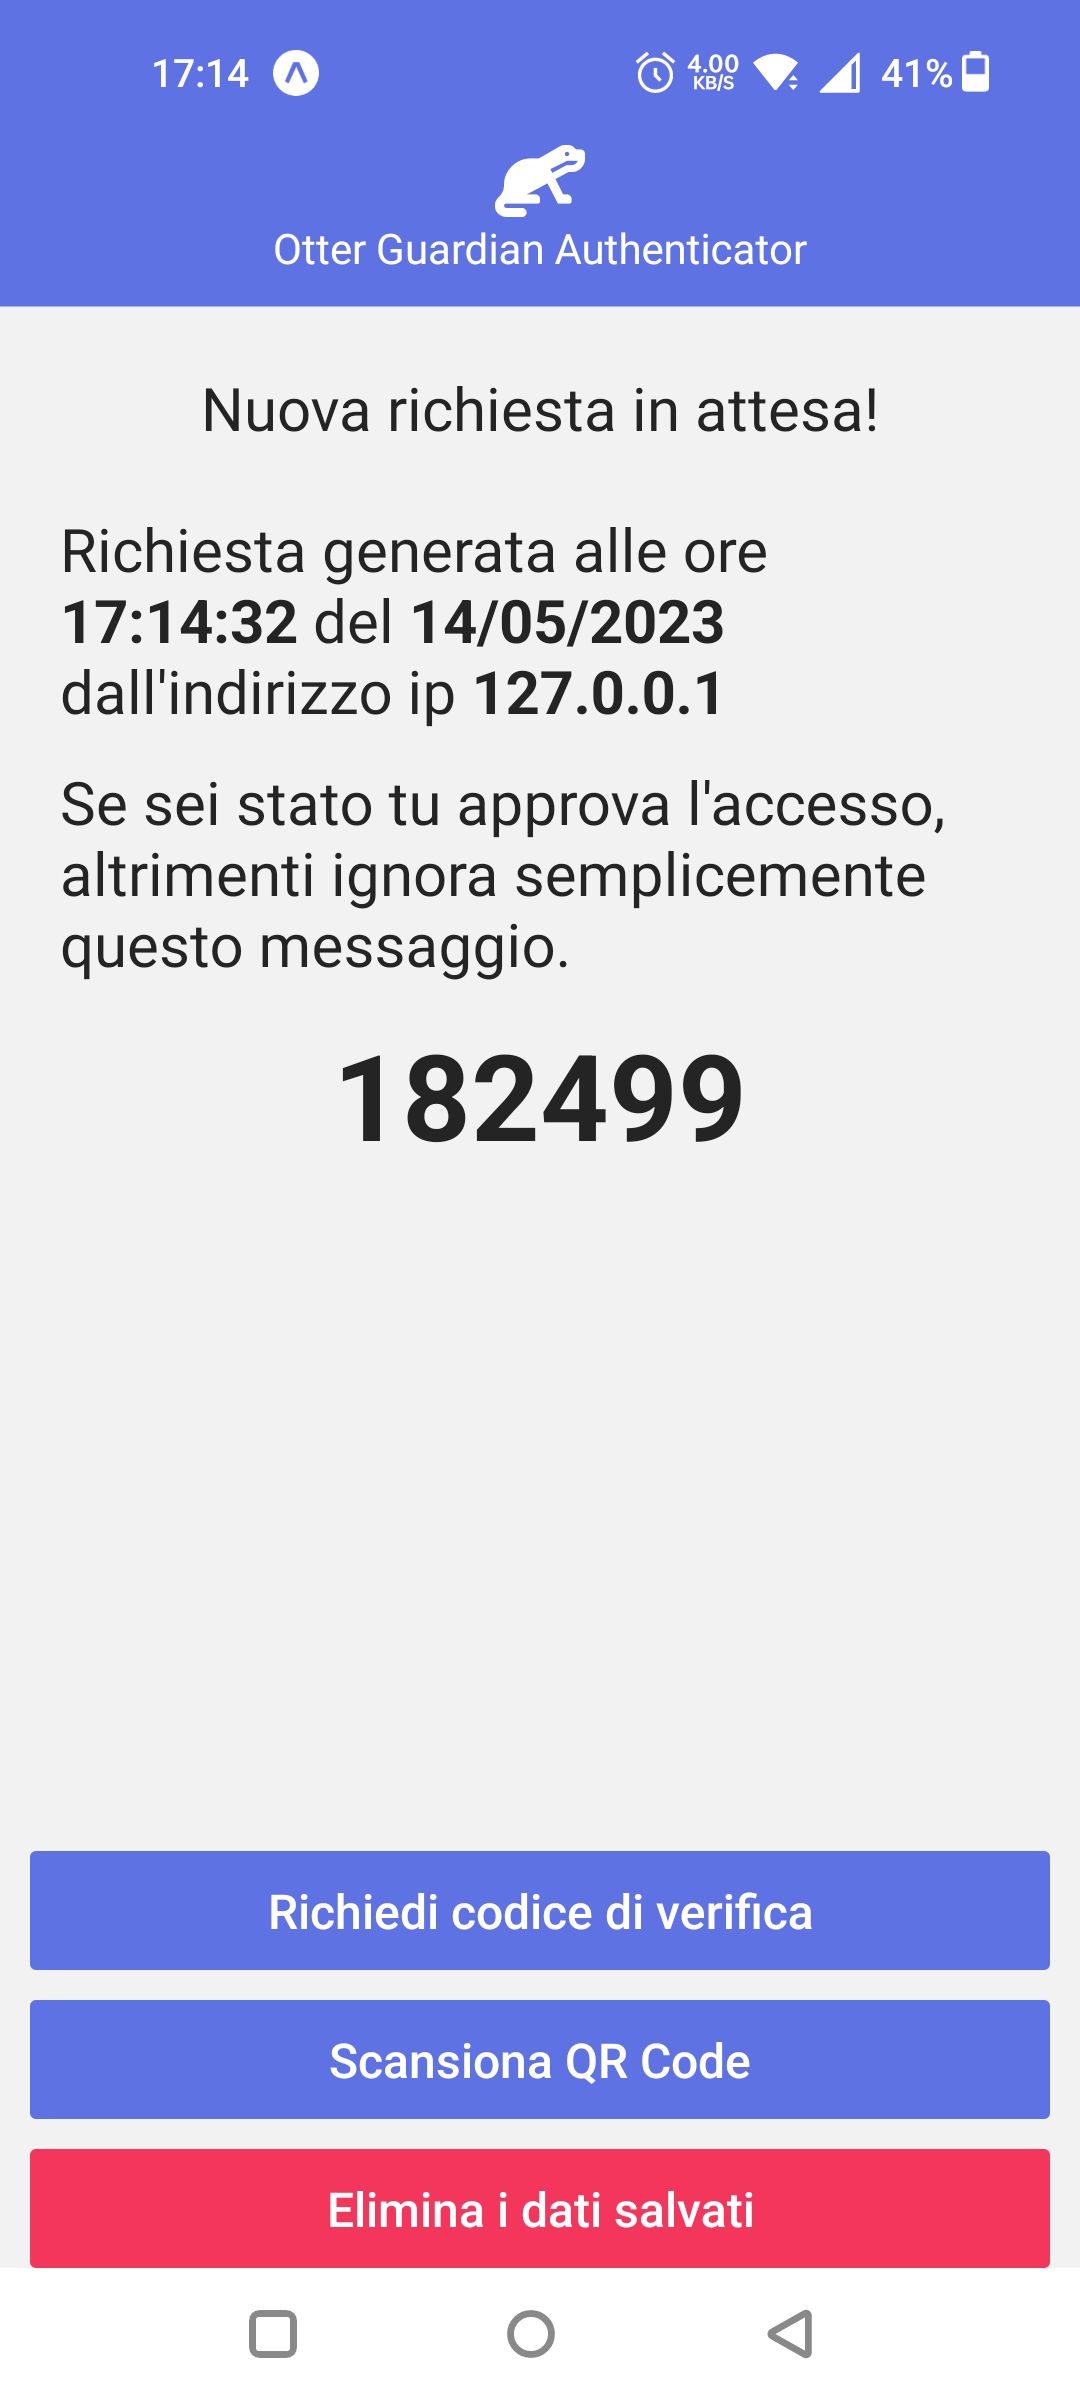 17:14
4.00
KB/S
41%
Otter Guardian Authenticator
Nuova richiesta in attesa!
Richiesta generata alle ore
17:14:32 del 14/05/2023
dall'indirizzo ip 127.0.0.1
Se sei stato tu approva l'accesso,
altrimenti ignora semplicemente
questo messaggio.
182499
Richiedi codice di verifica
Scansiona QR Code
Elimina i dati salvati